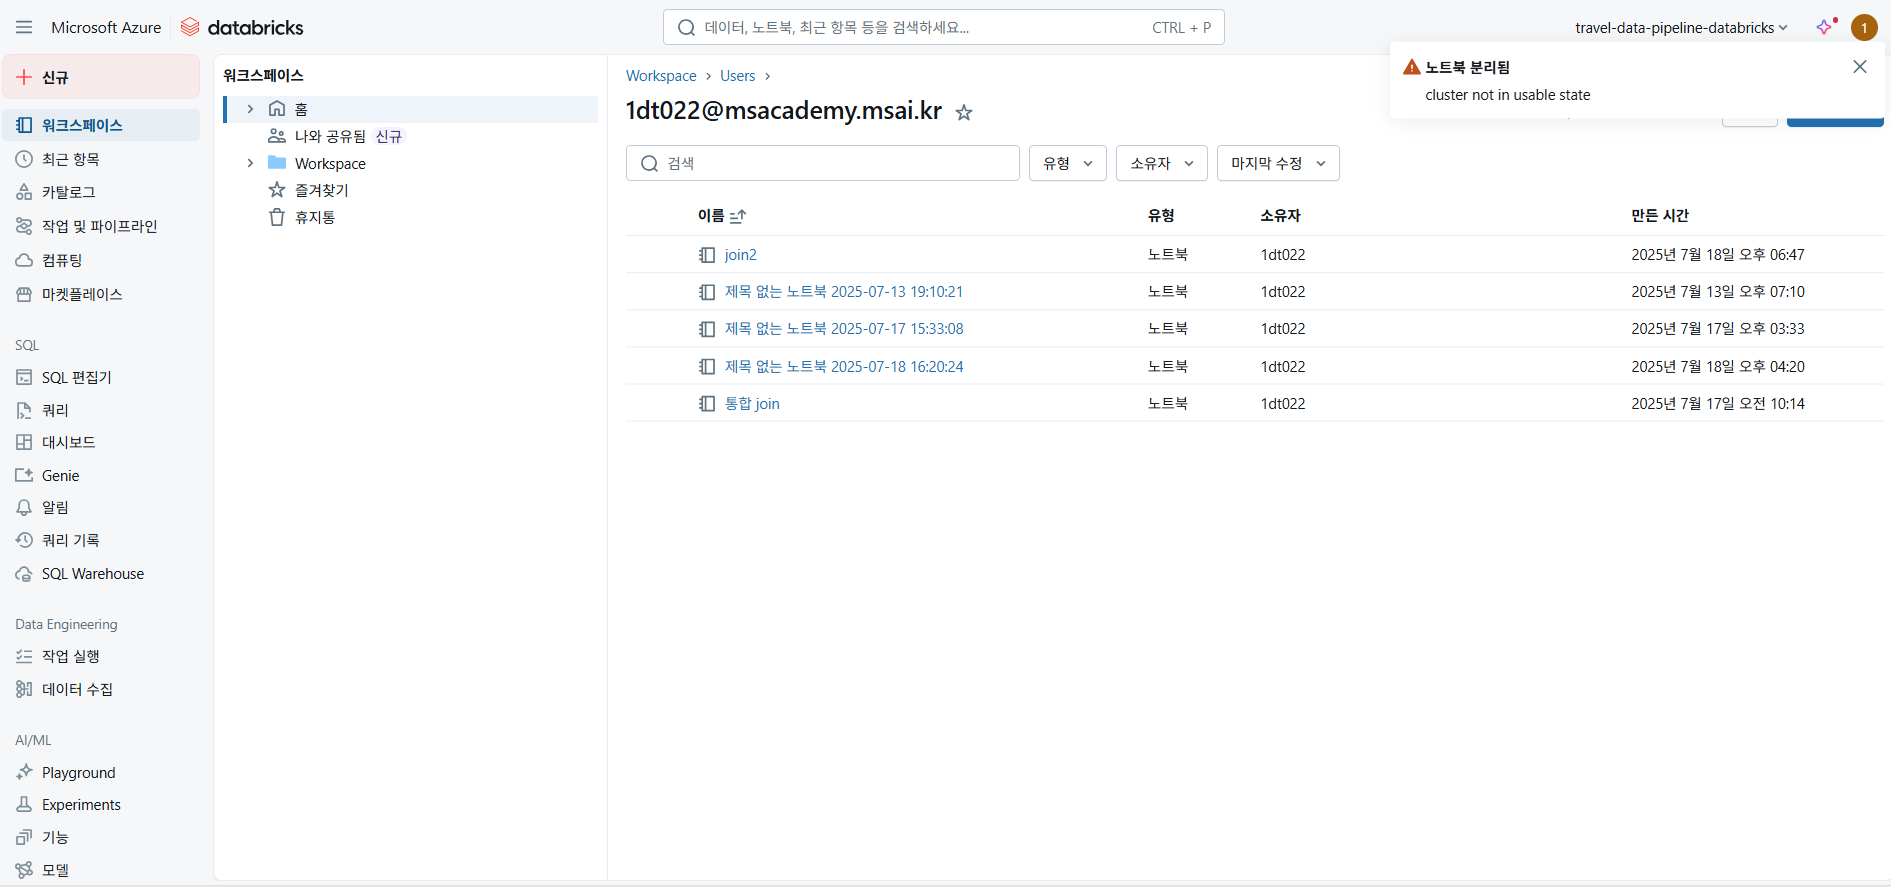 Microsoft Azure databricks
데이터, 노트북, 최근 항목 등을 검색하세요... CTRL + P
travel-data-pipeline-databricks 1
노트북 분리됨
cluster not in usable state
신규
워크스페이스
최근 항목
카탈로그
작업 및 파이프라인
컴퓨팅
마켓플레이스
SQL
SQL 편집기
쿼리
대시보드
Genie
알림
쿼리 기록
SQL Warehouse
Data Engineering
작업 실행
데이터 수집
AI/ML
Playground
Experiments
기능
모델
워크스페이스
홈
나와 공유됨 신규
Workspace
즐겨찾기
휴지통
Workspace > Users >
1dt022@msacademy.msai.kr
검색 유형 소유자 마지막 수정
이름 유형 소유자 만든 시간
join2 노트북 1dt022 2025년 7월 18일 오후 06:47
제목 없는 노트북 2025-07-13 19:10:21 노트북 1dt022 2025년 7월 13일 오후 07:10
제목 없는 노트북 2025-07-17 15:33:08 노트북 1dt022 2025년 7월 17일 오후 03:33
제목 없는 노트북 2025-07-18 16:20:24 노트북 1dt022 2025년 7월 18일 오후 04:20
통합 join 노트북 1dt022 2025년 7월 17일 오전 10:14